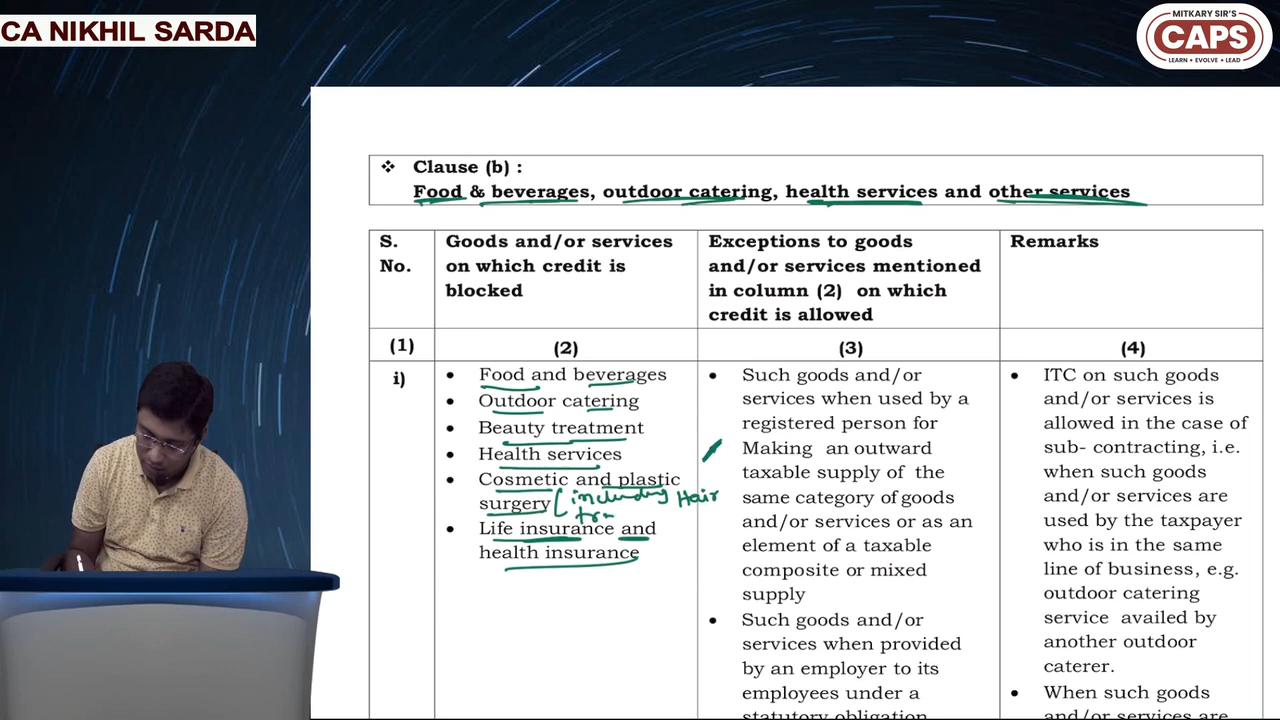 CA NIKHIL SARDA
MITKARY SIR'S
CAPS
LEARN • EVOLVE • LEAD
❖ Clause (b) :
Food & beverages, outdoor catering, health services and other services
S. No.
Goods and/or services
on which credit is
blocked
Exceptions to goods
and/or services mentioned
in column (2) on which
credit is allowed
Remarks
(1)
(2)
(3)
(4)
i)
• Food and beverages
• Outdoor catering
• Beauty treatment
• Health services
• Cosmetic and plastic
surgery (including Hair
• Life insurance and
health insurance
• Such goods and/or
services when used by a
registered person for
Making an outward
taxable supply of the
same category of goods
and/or services or as an
element of a taxable
composite or mixed
supply
• Such goods and/or
services when provided
by an employer to its
employees under a
statutory obligation
• ITC on such goods
and/or services is
allowed in the case of
sub- contracting, i.e.
when such goods
and/or services are
used by the taxpayer
who is in the same
line of business, e.g.
outdoor catering
service availed by
another outdoor
caterer.
• When such goods
and/or services are